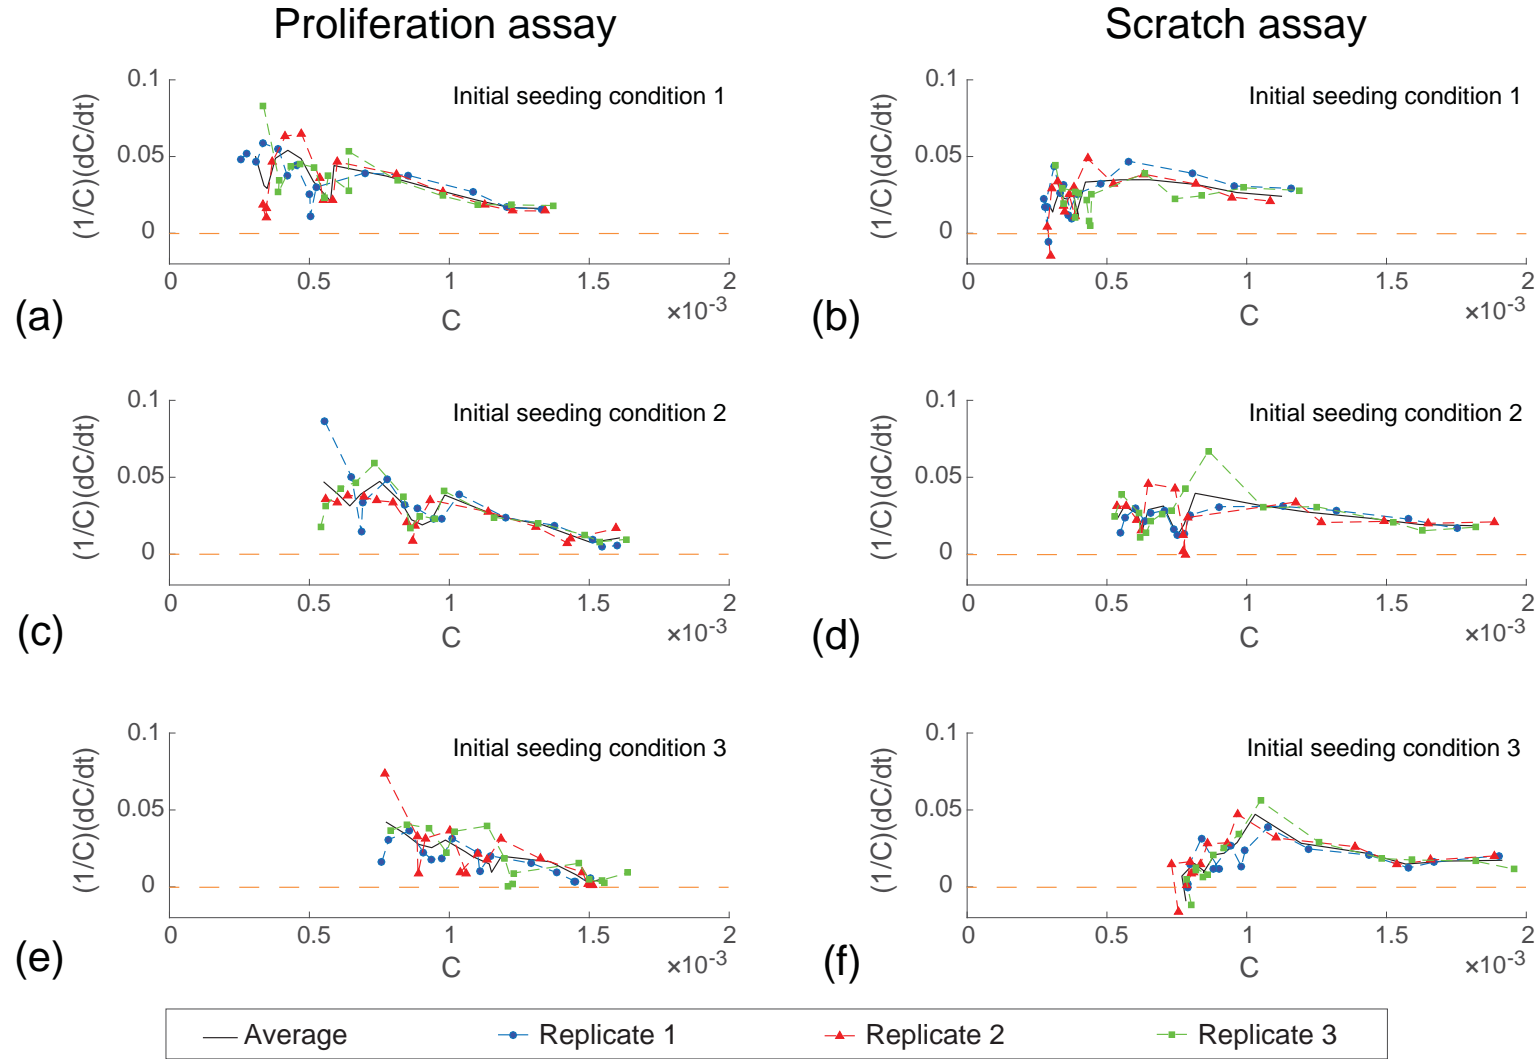 Proliferation assay
Scratch assay
(a)
(1/C)(dC/dt)
0.1
0.05
0
Initial seeding condition 1
0 0.5 1 1.5 2
×10-3
C
(b)
(1/C)(dC/dt)
0.1
0.05
0
Initial seeding condition 1
0 0.5 1 1.5 2
×10-3
C
(c)
(1/C)(dC/dt)
0.1
0.05
0
Initial seeding condition 2
0 0.5 1 1.5 2
×10-3
C
(d)
(1/C)(dC/dt)
0.1
0.05
0
Initial seeding condition 2
0 0.5 1 1.5 2
×10-3
C
(e)
(1/C)(dC/dt)
0.1
0.05
0
Initial seeding condition 3
0 0.5 1 1.5 2
×10-3
C
(f)
(1/C)(dC/dt)
0.1
0.05
0
Initial seeding condition 3
0 0.5 1 1.5 2
×10-3
C
Average Replicate 1 Replicate 2 Replicate 3